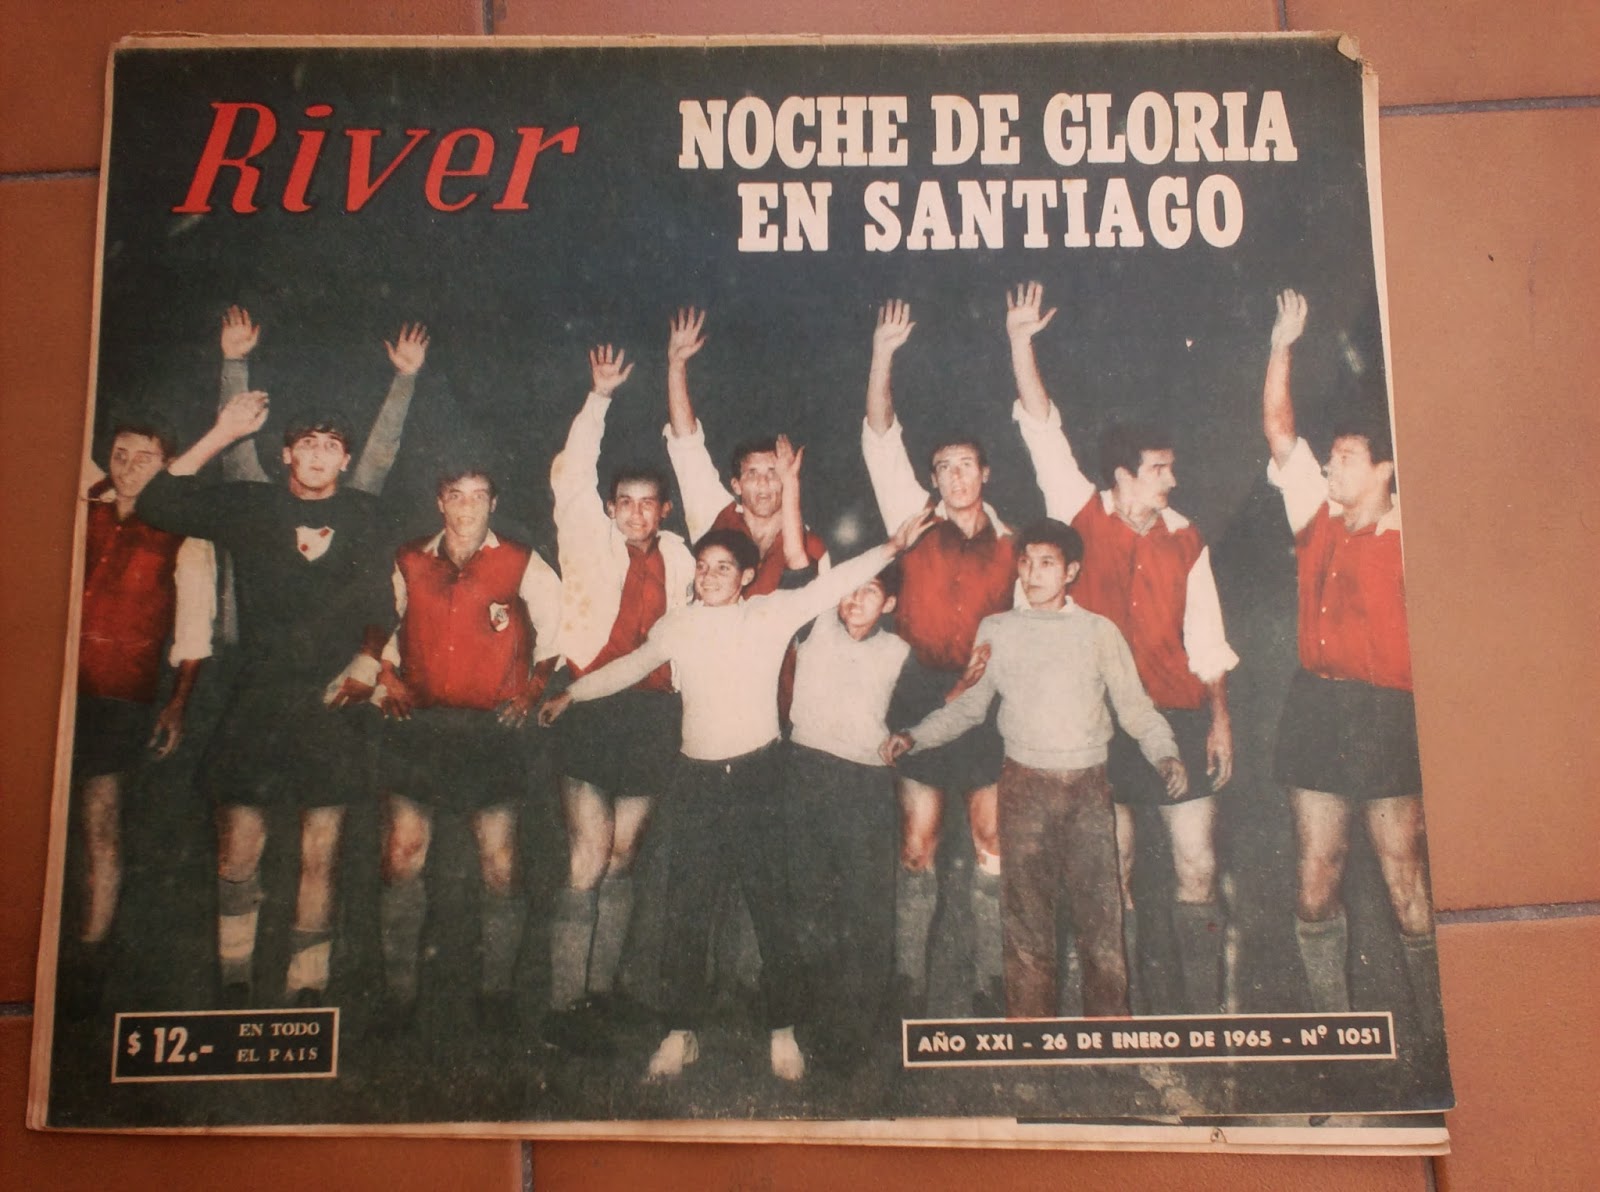 River
NOCHE DE GLORIA
EN SANTIAGO
$ 12.-
EN TODO
EL PAIS
AÑO XXI - 26 DE ENERO DE 1965 - Nº 1051